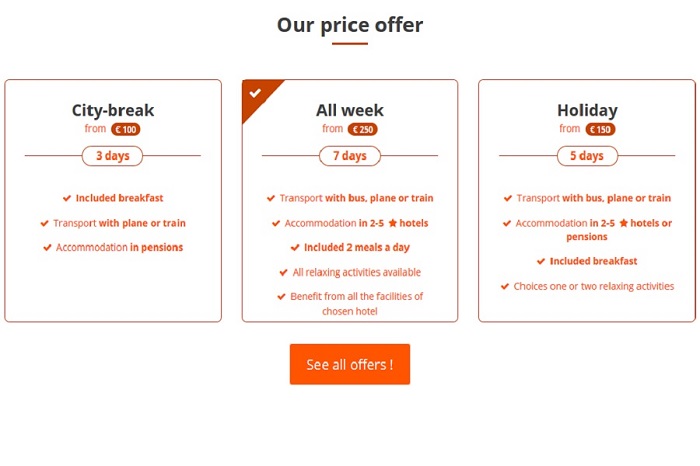 Our price offer
City-break
from € 100
3 days
Included breakfast
Transport with plane or train
Accommodation in pensions
All week
from € 250
7 days
Transport with bus, plane or train
Accommodation in 2-5 ★ hotels
Included 2 meals a day
All relaxing activities available
Benefit from all the facilities of
chosen hotel
Holiday
from € 150
5 days
Transport with bus, plane or train
Accommodation in 2-5 ★ hotels or
pensions
Included breakfast
Choices one or two relaxing activities
See all offers !